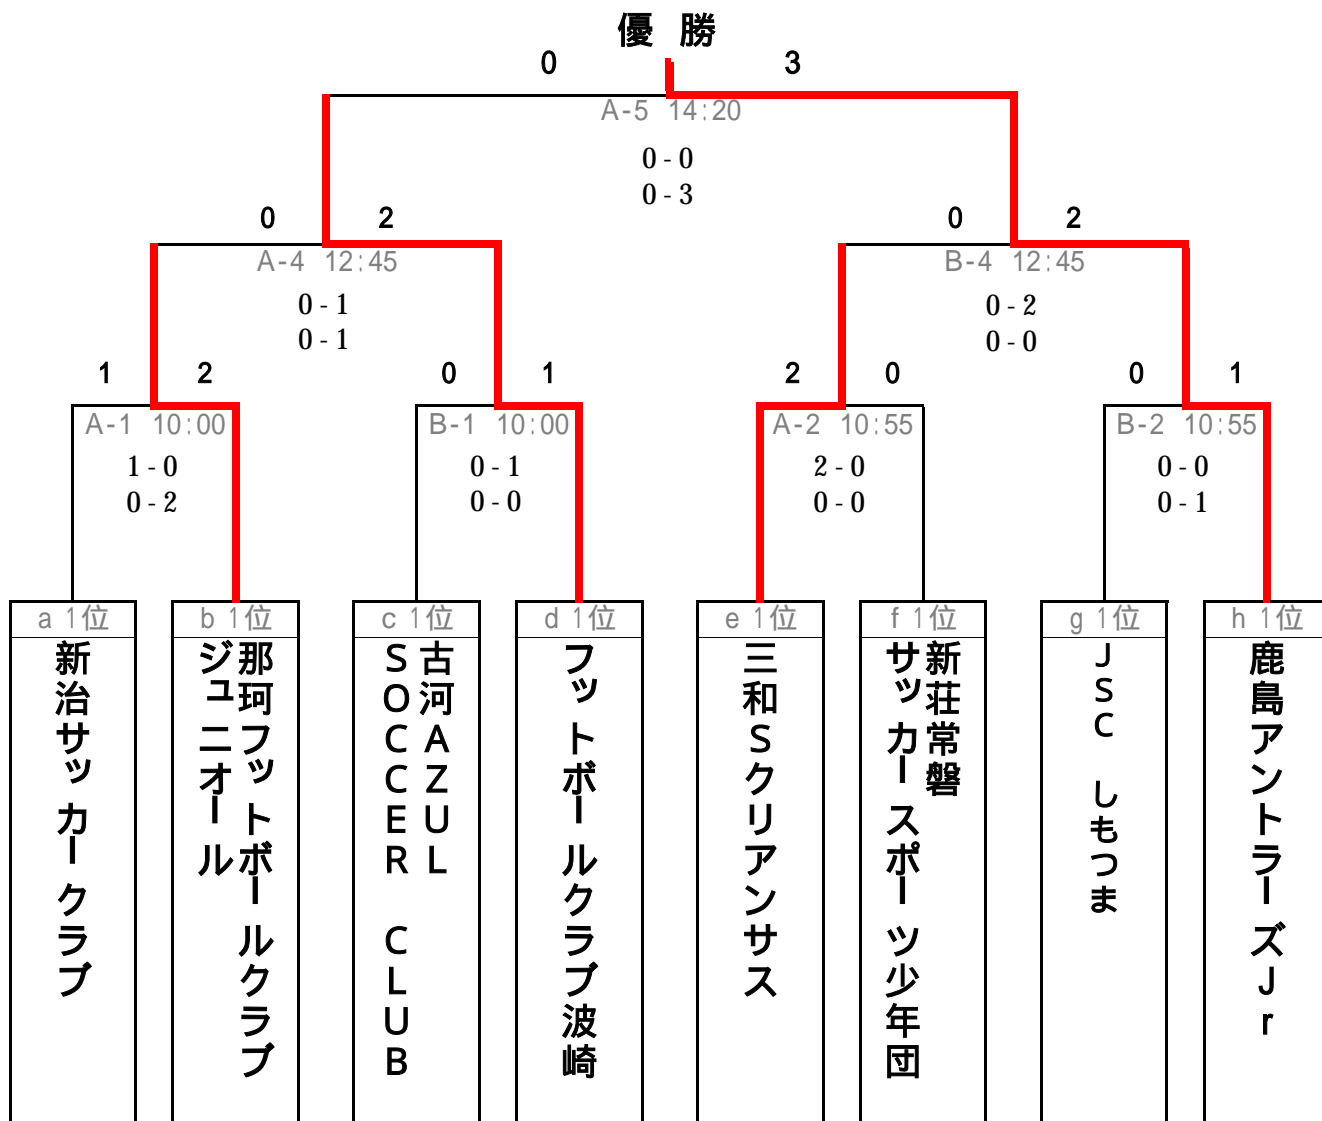 優 勝
0 3
A-5 14:20
0-0
0-3
0 2
0 2
A-4 12:45
B-4 12:45
0-1
0-1
0-2
0-0
1 2
0 1
2 0
0 1
A-1 10:00
B-1 10:00
A-2 10:55
B-2 10:55
1-0
0-2
0-1
0-0
2-0
0-0
0-0
0-1
a 1位
新治サッカークラブ
b 1位
那珂フットボールクラブ
ジュニオール
c 1位
古河AZUL
SOCCER CLUB
d 1位
フットボールクラブ波崎
e 1位
三和Sクリアンサス
f 1位
新荘常磐
サッカースポーツ少年団
g 1位
JSC しもつま
h 1位
鹿島アントラーズJr